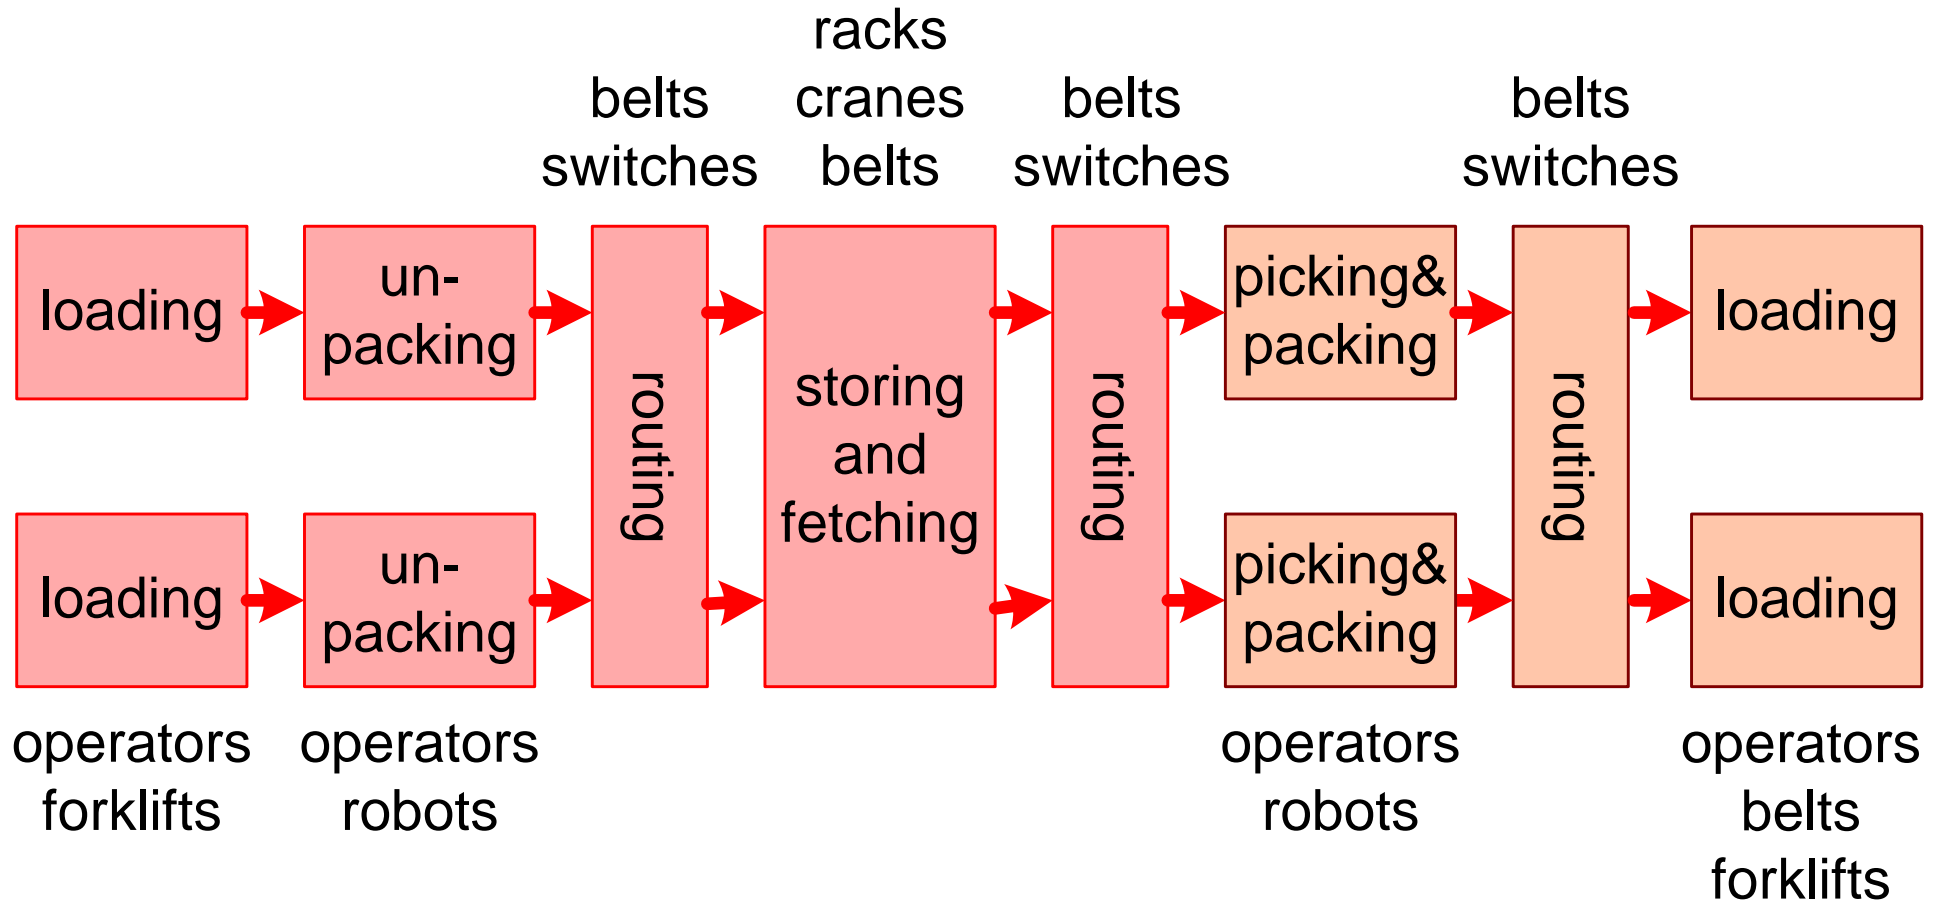 racks
cranes
belts
belts
switches
belts
switches
belts
switches
loading
un-
packing
routing
storing
and
fetching
routing
picking&
packing
routing
loading
loading
un-
packing
picking&
packing
loading
operators
forklifts
operators
robots
operators
robots
operators
belts
forklifts